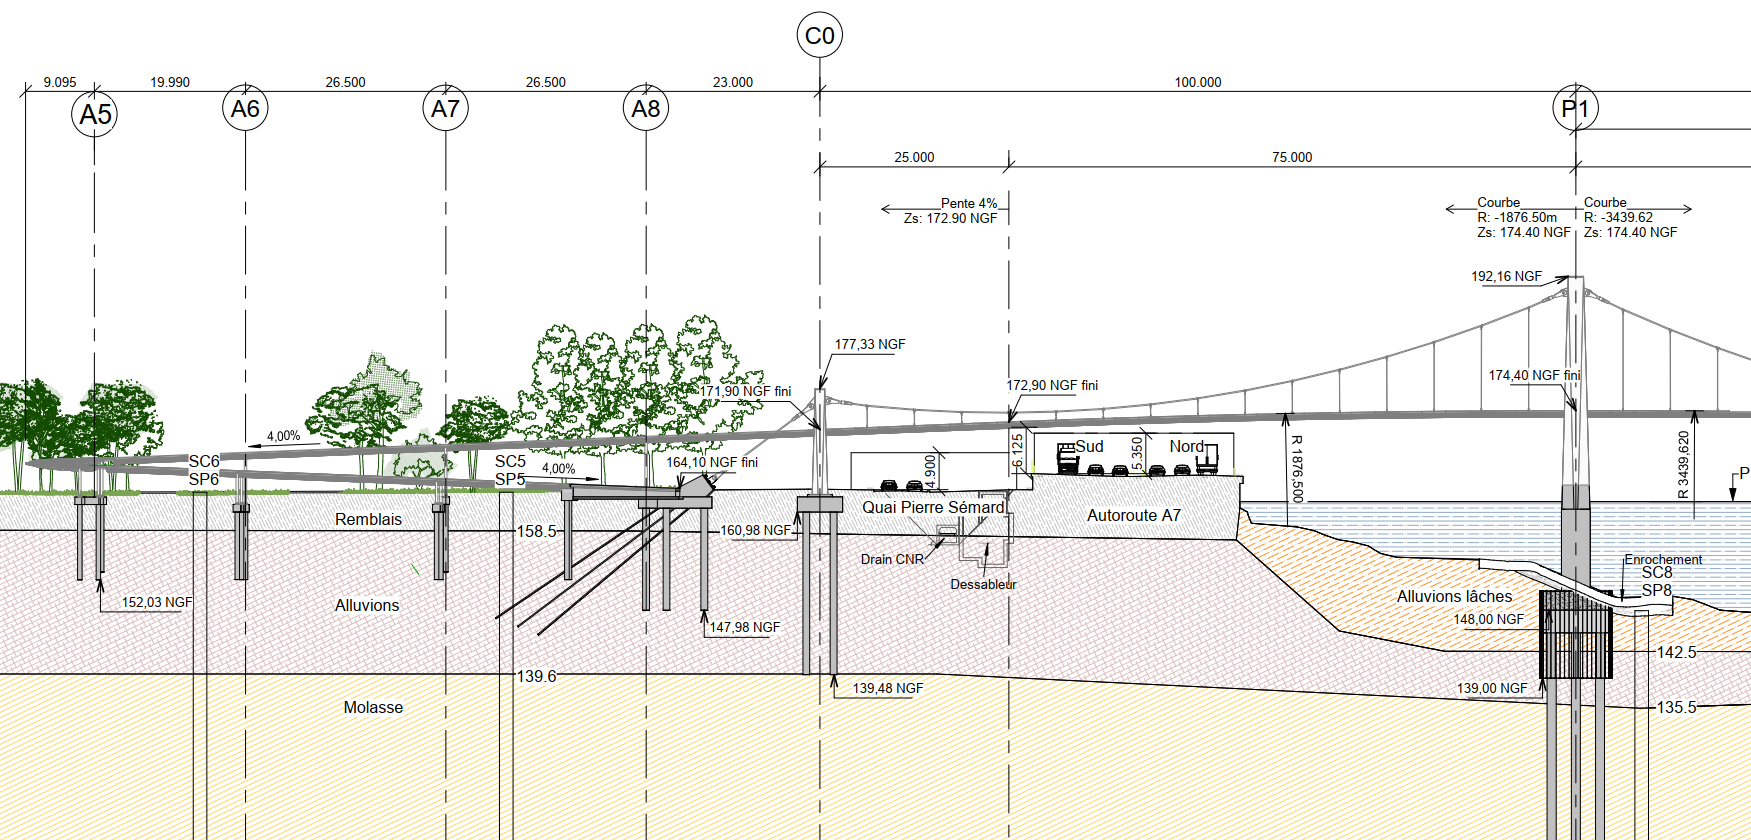 C0
9.095
19.990
26.500
26.500
23.000
100.000
A5
A6
A7
A8
P1
25.000
75.000
Pente 4%
Zs: 172.90 NGF
Courbe
R: -1876.50m
Zs: 174.40 NGF
Courbe
R: -3439.62
Zs: 174.40 NGF
192,16 NGF
177,33 NGF
171,90 NGF fini
172,90 NGF fini
174,40 NGF fini
4,00%
SC6
SP6
SC5
SP5
4,00%
164,10 NGF fini
4.900
6.125
Sud
5.350
Nord
R 1876,500
R 3439,620
P
Remblais
158.5
160,98 NGF
Quai Pierre Sémard
Autoroute A7
Drain CNR
Dessableur
Enrochement
SC8
SP8
152,03 NGF
Alluvions
147,98 NGF
Alluvions lâches
148,00 NGF
142.5
139.6
139,48 NGF
139,00 NGF
135.5
Molasse